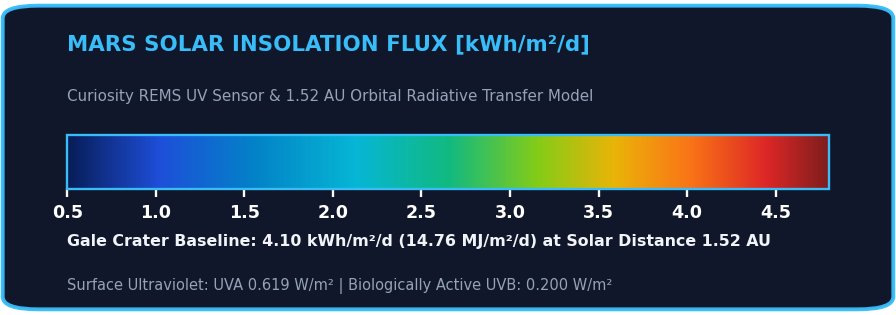 MARS SOLAR INSOLATION FLUX [kWh/m²/d]
Curiosity REMS UV Sensor & 1.52 AU Orbital Radiative Transfer Model
0.5 1.0 1.5 2.0 2.5 3.0 3.5 4.0 4.5
Gale Crater Baseline: 4.10 kWh/m²/d (14.76 MJ/m²/d) at Solar Distance 1.52 AU
Surface Ultraviolet: UVA 0.619 W/m² | Biologically Active UVB: 0.200 W/m²